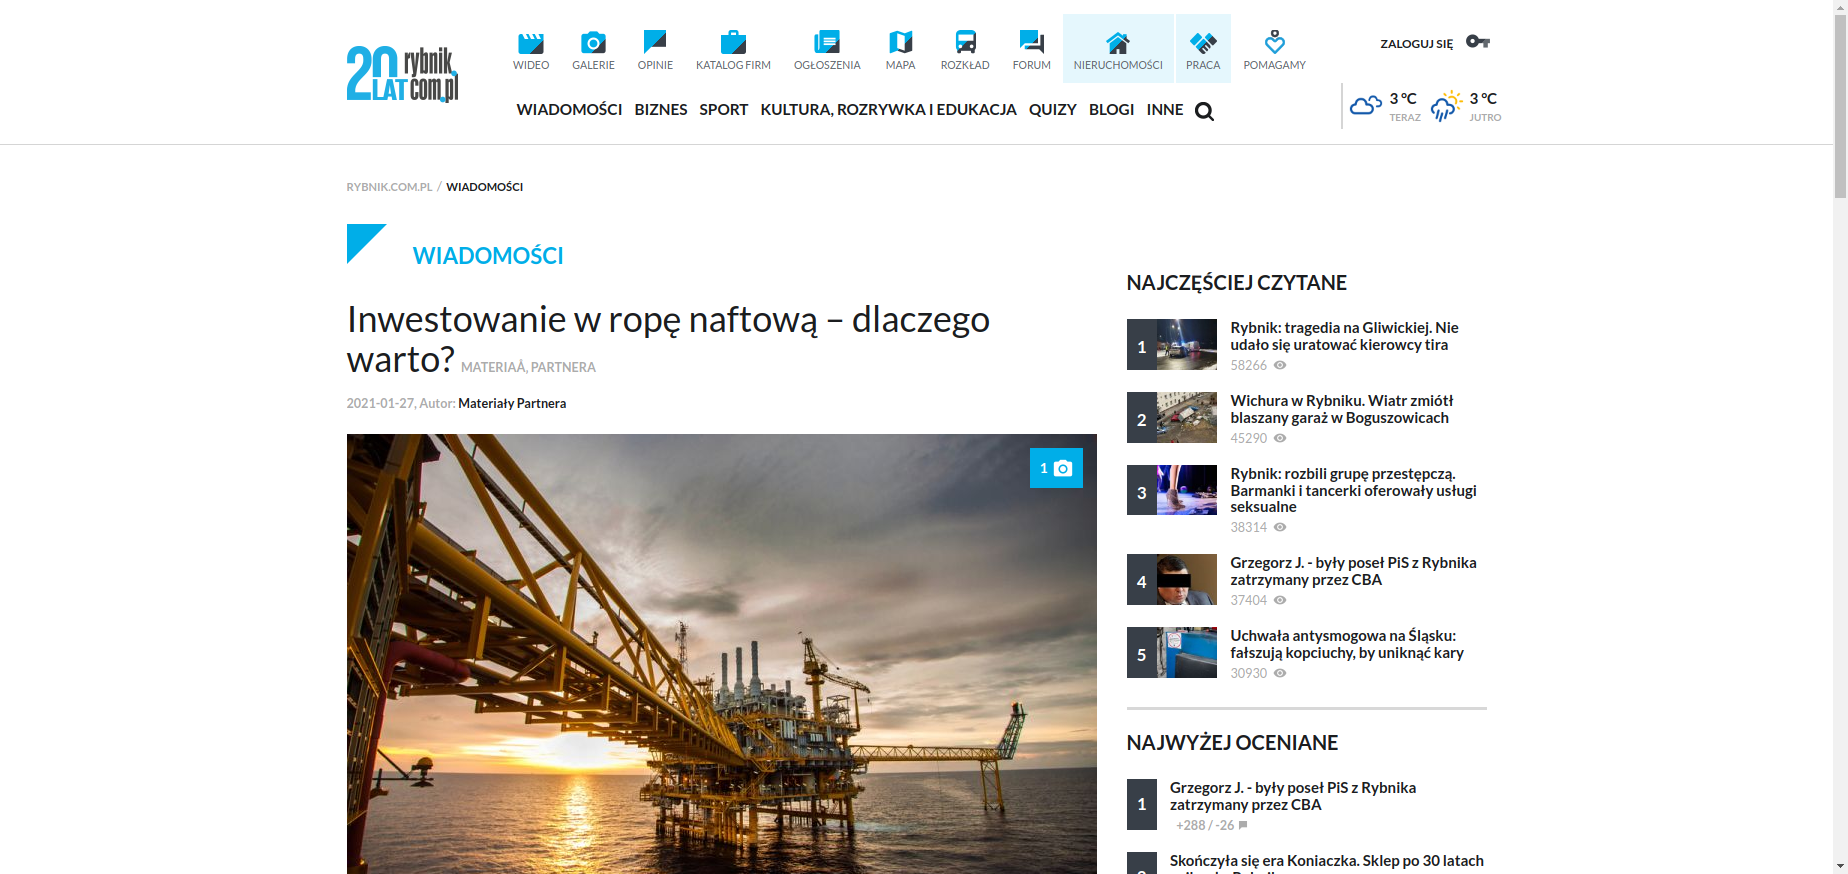 20 LAT rybnik.com.pl
WIDEO
GALERIE
OPINIE
KATALOG FIRM
OGŁOSZENIA
MAPA
ROZKŁAD
FORUM
NIERUCHOMOŚCI
PRACA
POMAGAMY
ZALOGUJ SIĘ
WIADOMOŚCI BIZNES SPORT KULTURA, ROZRYWKA I EDUKACJA QUIZY BLOGI INNE
3 °C
TERAZ
3 °C
JUTRO
RYBNIK.COM.PL / WIADOMOŚCI
WIADOMOŚCI
Inwestowanie w ropę naftową – dlaczego
warto? MATERIAÅ‚ PARTNERA
2021-01-27, Autor: Materiały Partnera
1
NAJCZĘŚCIEJ CZYTANE
1
Rybnik: tragedia na Gliwickiej. Nie
udało się uratować kierowcy tira
58266
2
Wichura w Rybniku. Wiatr zmiótł
blaszany garaż w Boguszowicach
45290
3
Rybnik: rozbili grupę przestępczą.
Barmanki i tancerki oferowały usługi
seksualne
38314
4
Grzegorz J. - były poseł PiS z Rybnika
zatrzymany przez CBA
37404
5
Uchwała antysmogowa na Śląsku:
fałszują kopciuchy, by uniknąć kary
30930
NAJWYŻEJ OCENIANE
1
Grzegorz J. - były poseł PiS z Rybnika
zatrzymany przez CBA
+288 / -26
Skończyła się era Koniaczka. Sklep po 30 latach